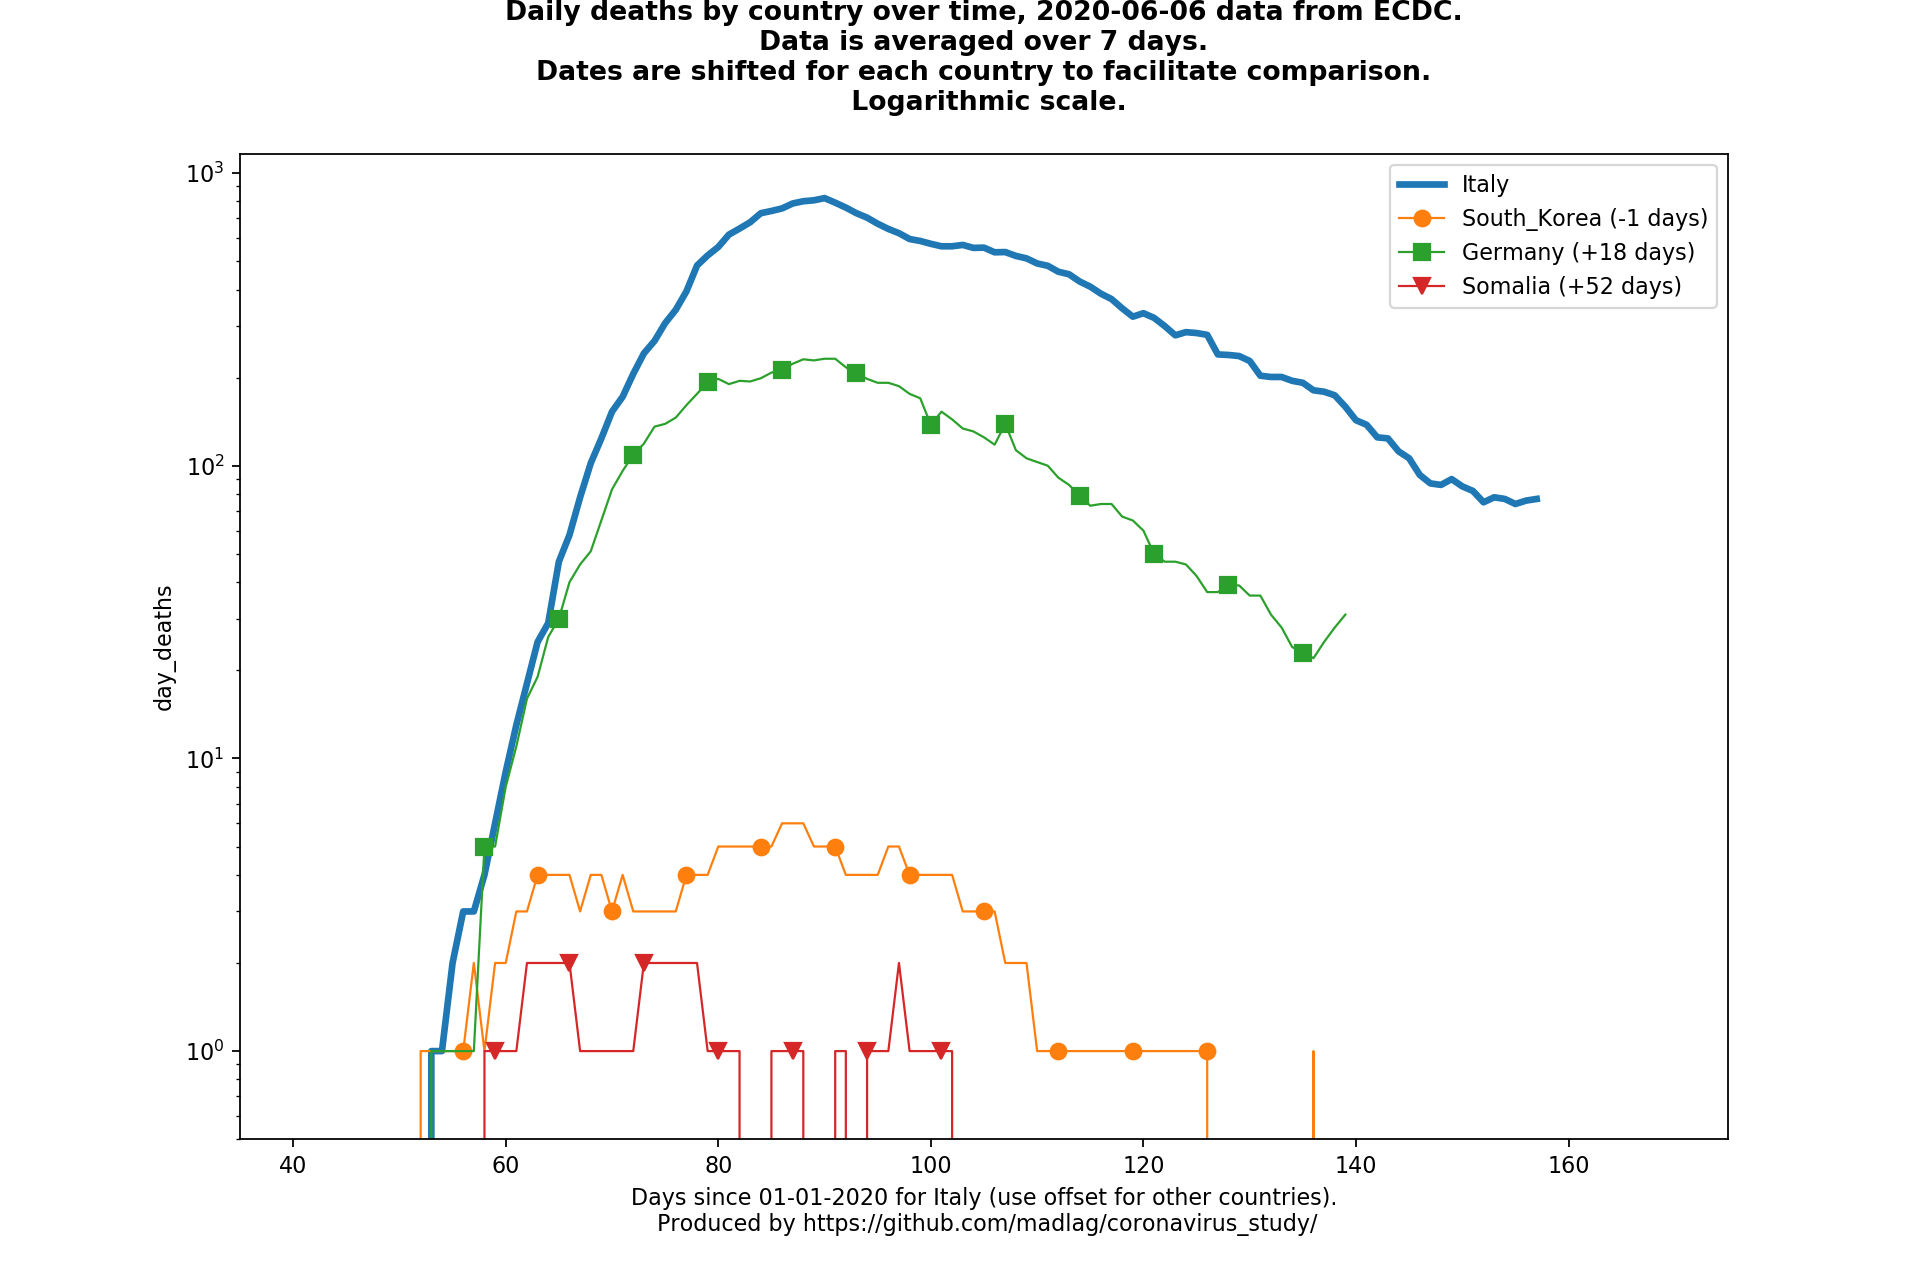 Daily deaths by country over time, 2020-06-06 data from ECDC.
Data is averaged over 7 days.
Dates are shifted for each country to facilitate comparison.
Logarithmic scale.
10³
Italy
South_Korea (-1 days)
Germany (+18 days)
Somalia (+52 days)
10²
day_deaths
10¹
10⁰
40 60 80 100 120 140 160
Days since 01-01-2020 for Italy (use offset for other countries).
Produced by https://github.com/madlag/coronavirus_study/